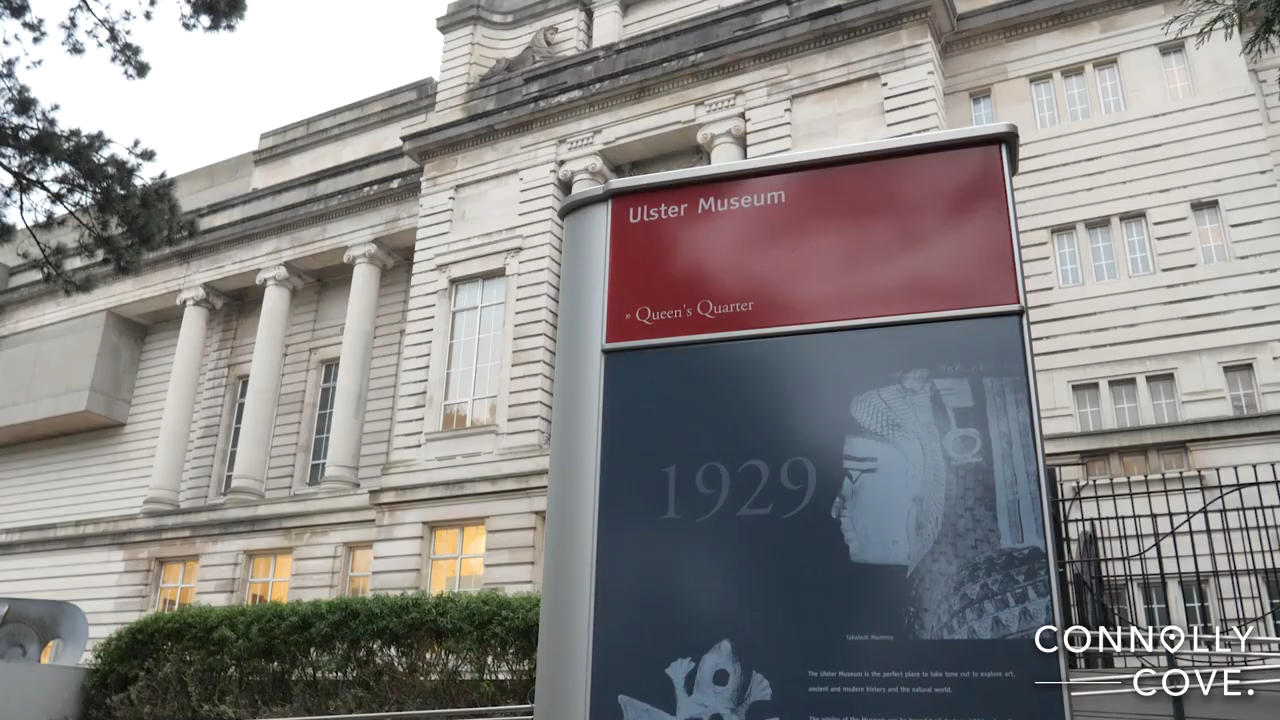 Ulster Museum
» Queen's Quarter
1929
Takabuti Mummy
The Ulster Museum is the perfect place to take time out to explore art,
ancient and modern history and the natural world.
CONNOLLY
COVE.